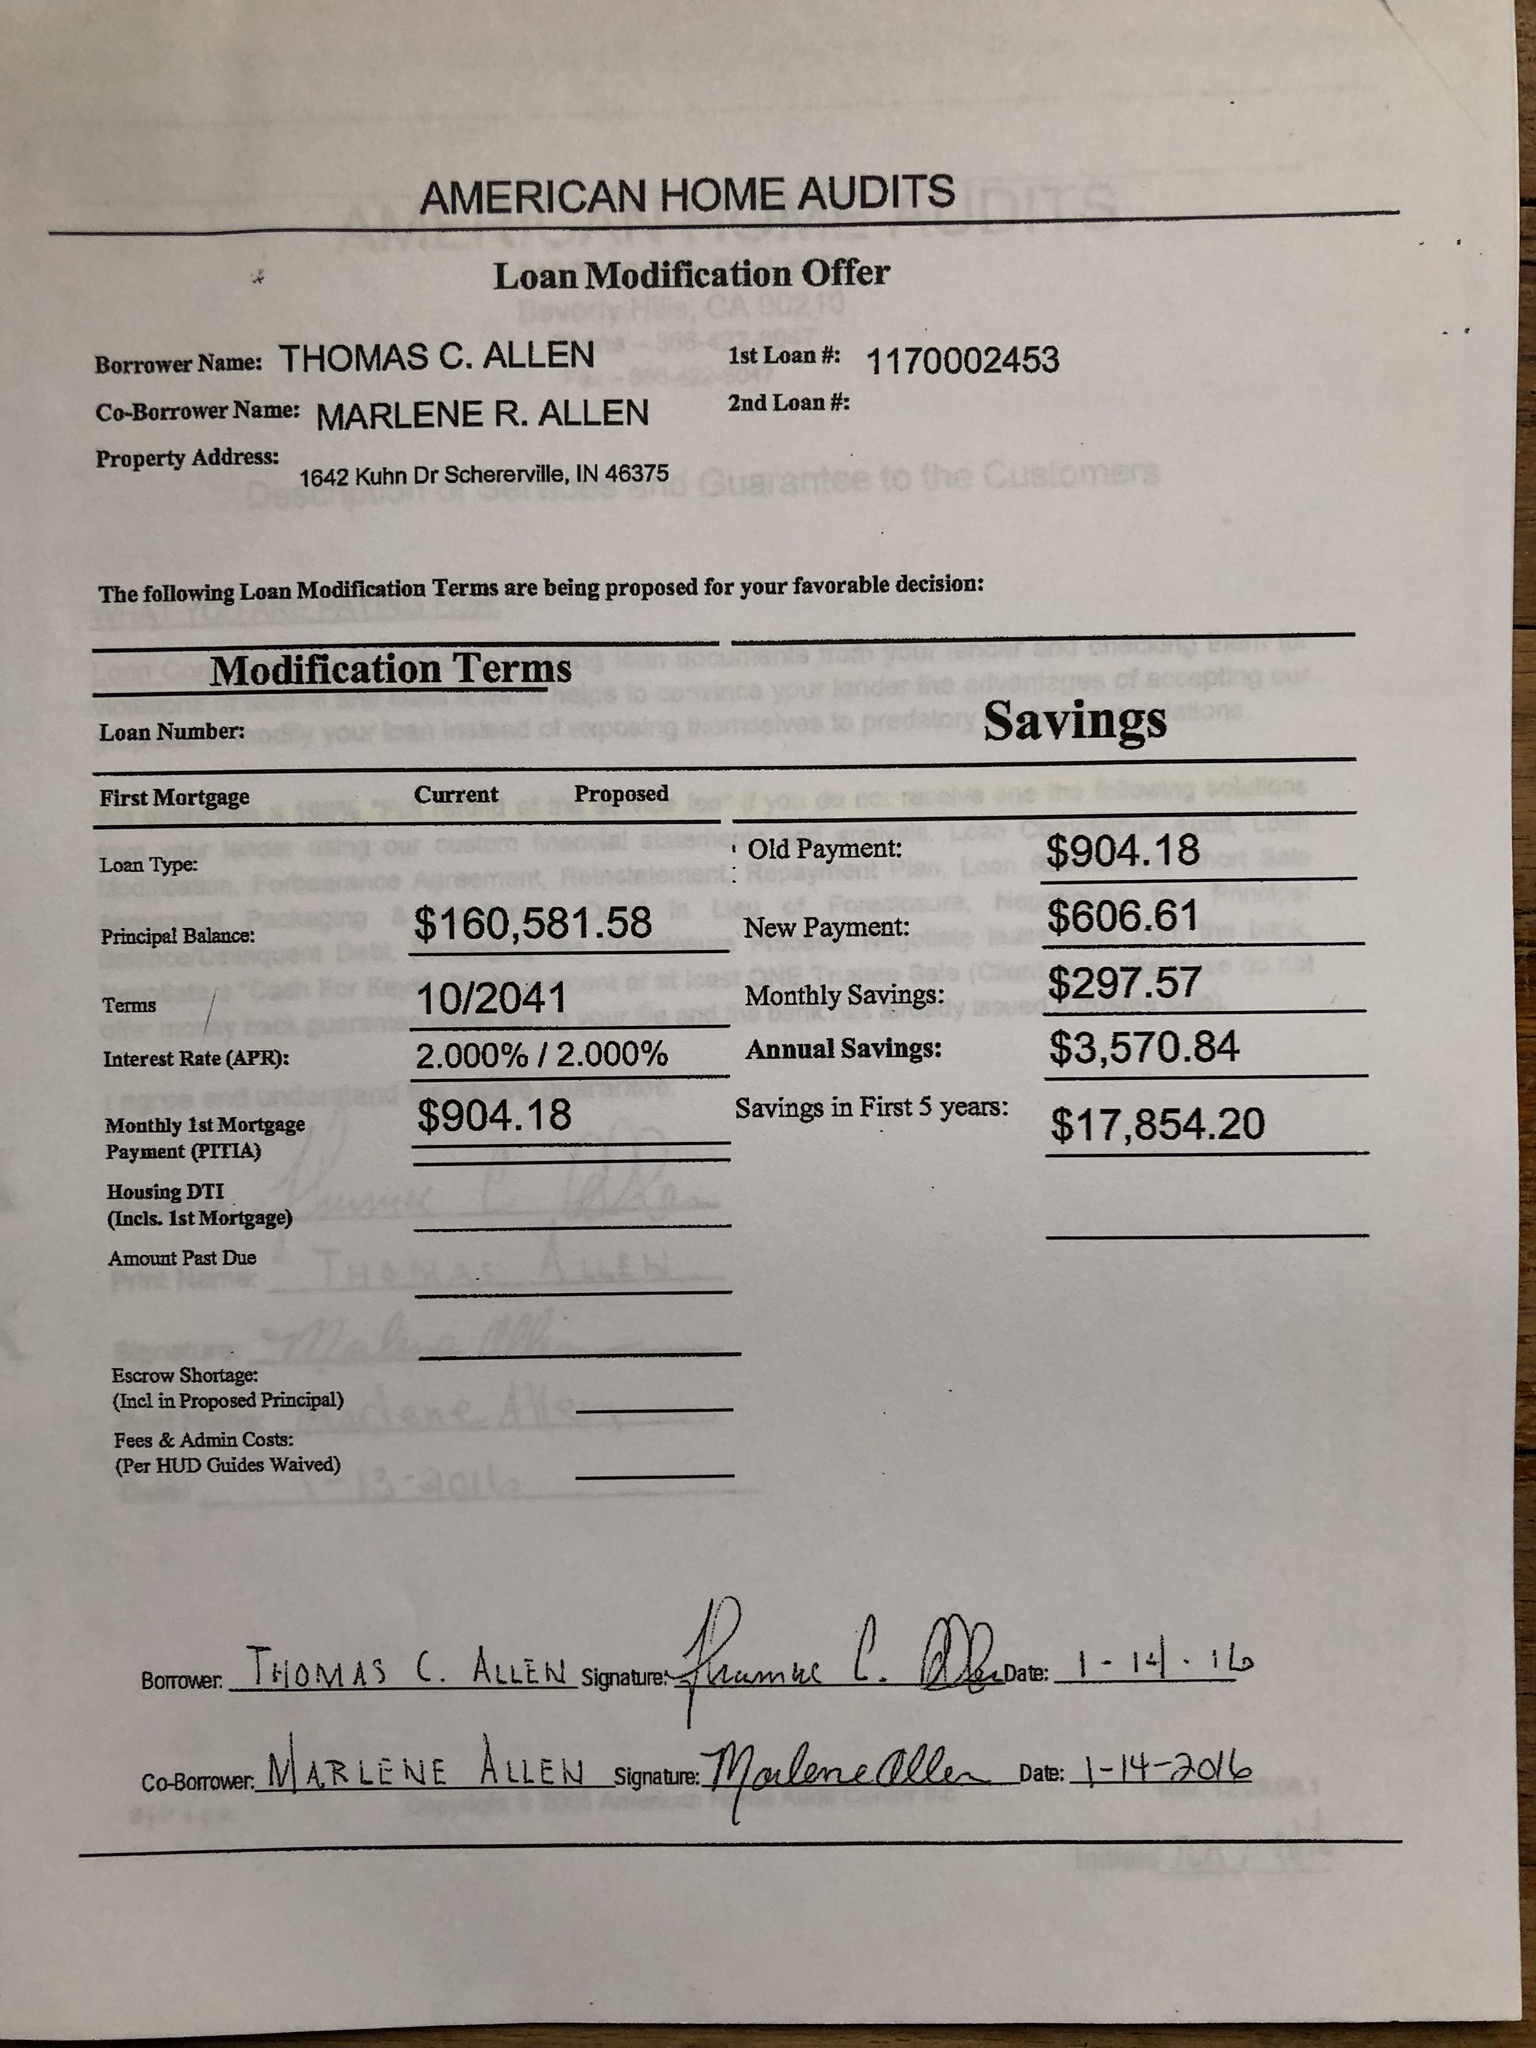 AMERICAN HOME AUDITS
Loan Modification Offer
Borrower Name: THOMAS C. ALLEN 1st Loan #: 1170002453
Co-Borrower Name: MARLENE R. ALLEN 2nd Loan #:
Property Address: 1642 Kuhn Dr Schererville, IN 46375
The following Loan Modification Terms are being proposed for your favorable decision:
Modification Terms
Loan Number: Savings
First Mortgage Current Proposed
Loan Type: Old Payment: $904.18
Principal Balance: $160,581.58 New Payment: $606.61
Terms 10/2041 Monthly Savings: $297.57
Interest Rate (APR): 2.000% / 2.000% Annual Savings: $3,570.84
Monthly 1st Mortgage $904.18 Savings in First 5 years: $17,854.20
Payment (PITIA)
Housing DTI
(Incls. 1st Mortgage)
Amount Past Due
Escrow Shortage:
(Incl in Proposed Principal)
Fees & Admin Costs:
(Per HUD Guides Waived)
Borrower: THOMAS C. ALLEN Signature: Thomas C. Allen Date: 1-14-16
Co-Borrower: MARLENE ALLEN Signature: Marlene Allen Date: 1-14-2016